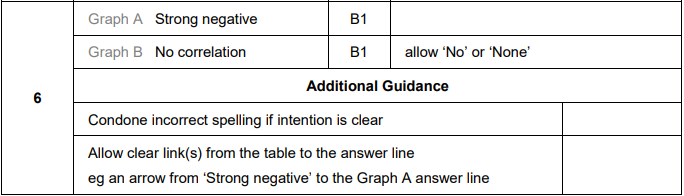 Graph A Strong negative B1
Graph B No correlation B1 allow ‘No’ or ‘None’
6
Additional Guidance
Condone incorrect spelling if intention is clear
Allow clear link(s) from the table to the answer line
eg an arrow from ‘Strong negative’ to the Graph A answer line